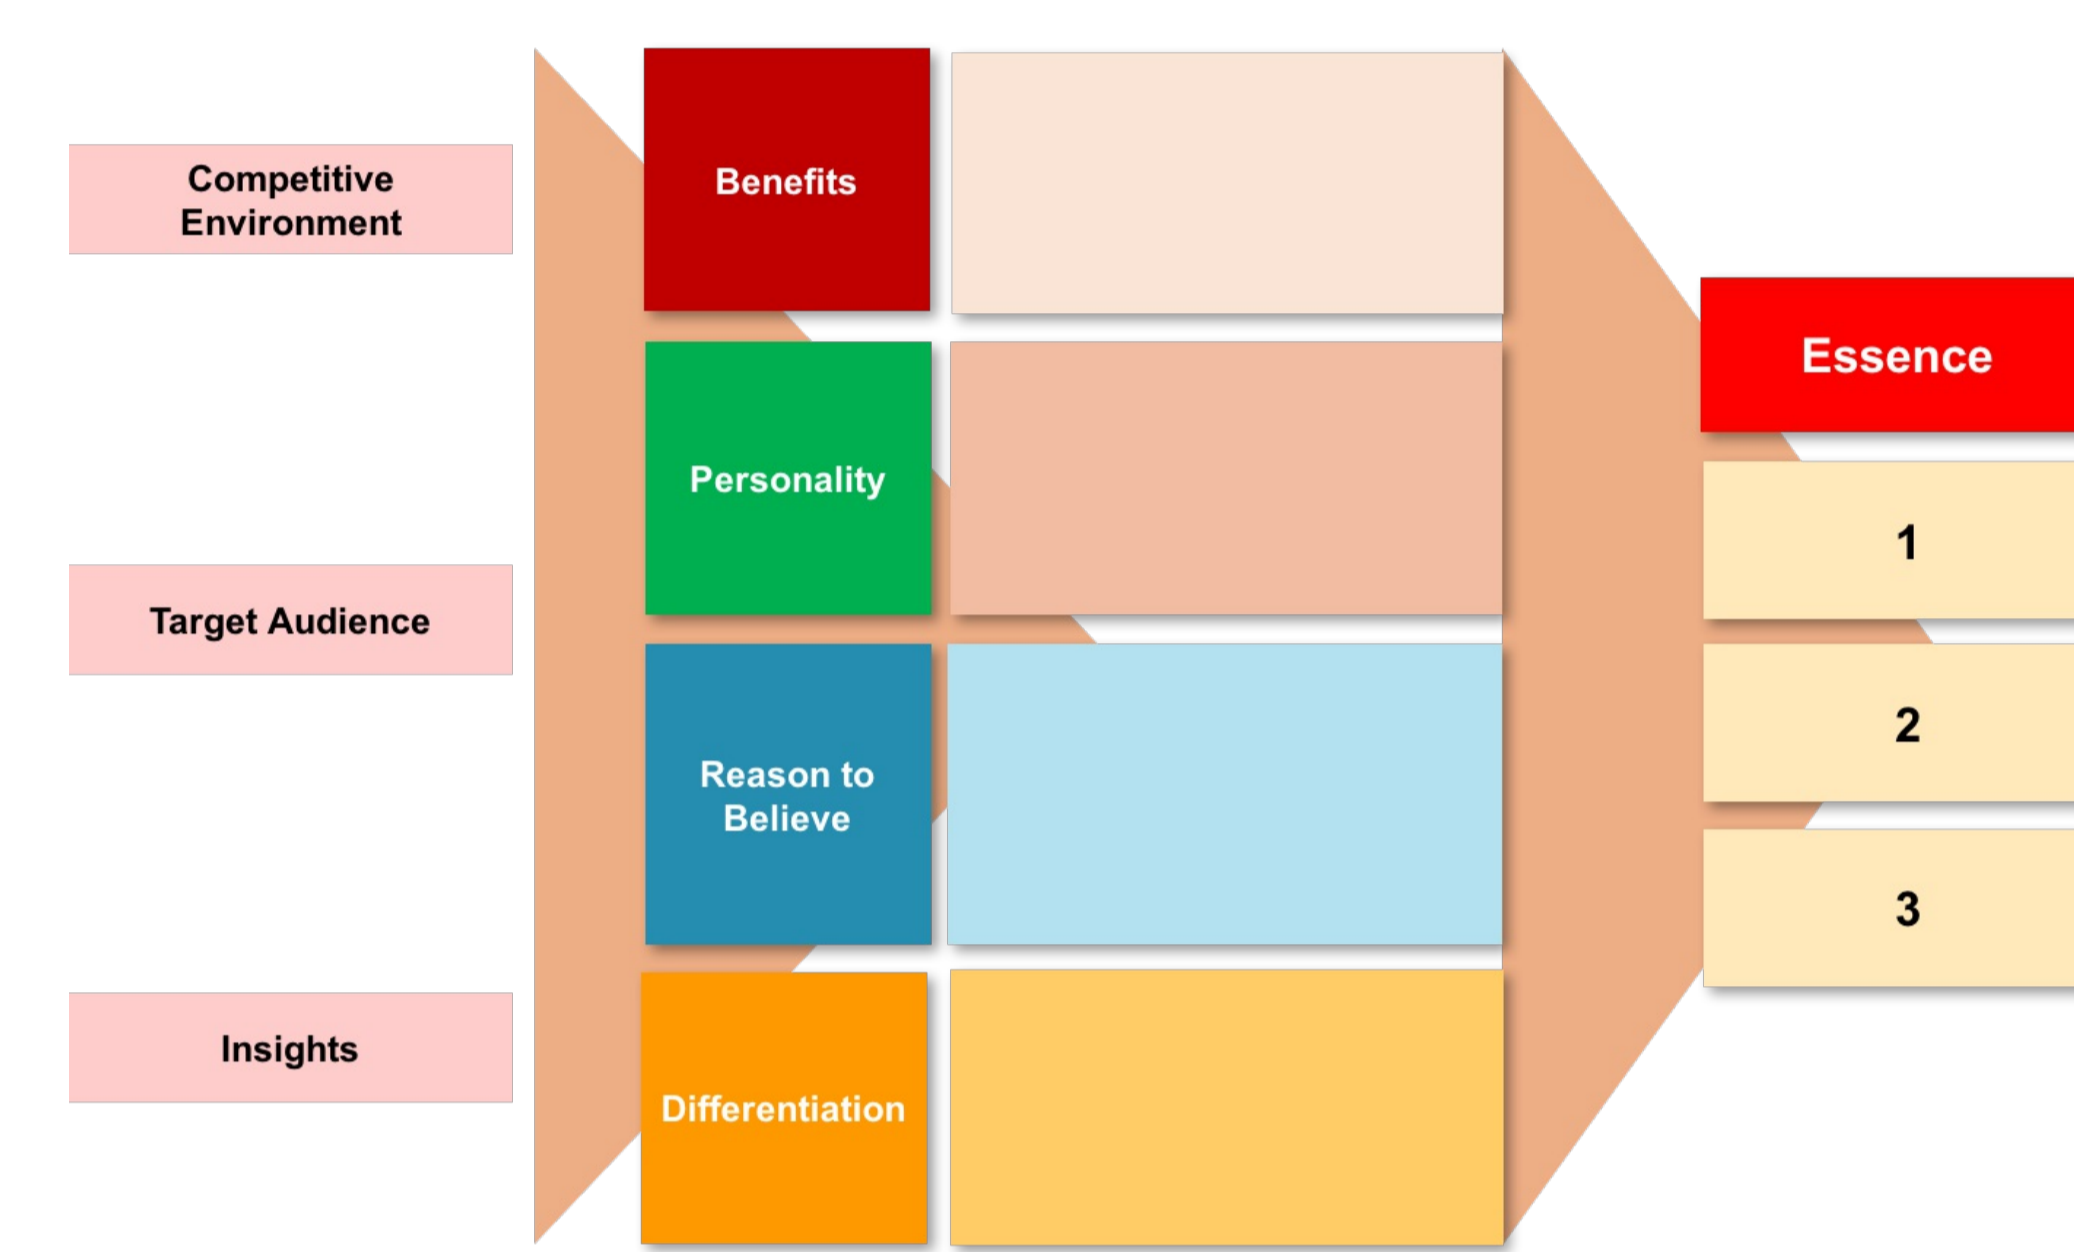 Competitive
Environment
Target Audience
Insights
Benefits
Personality
Reason to
Believe
Differentiation
Essence
1
2
3